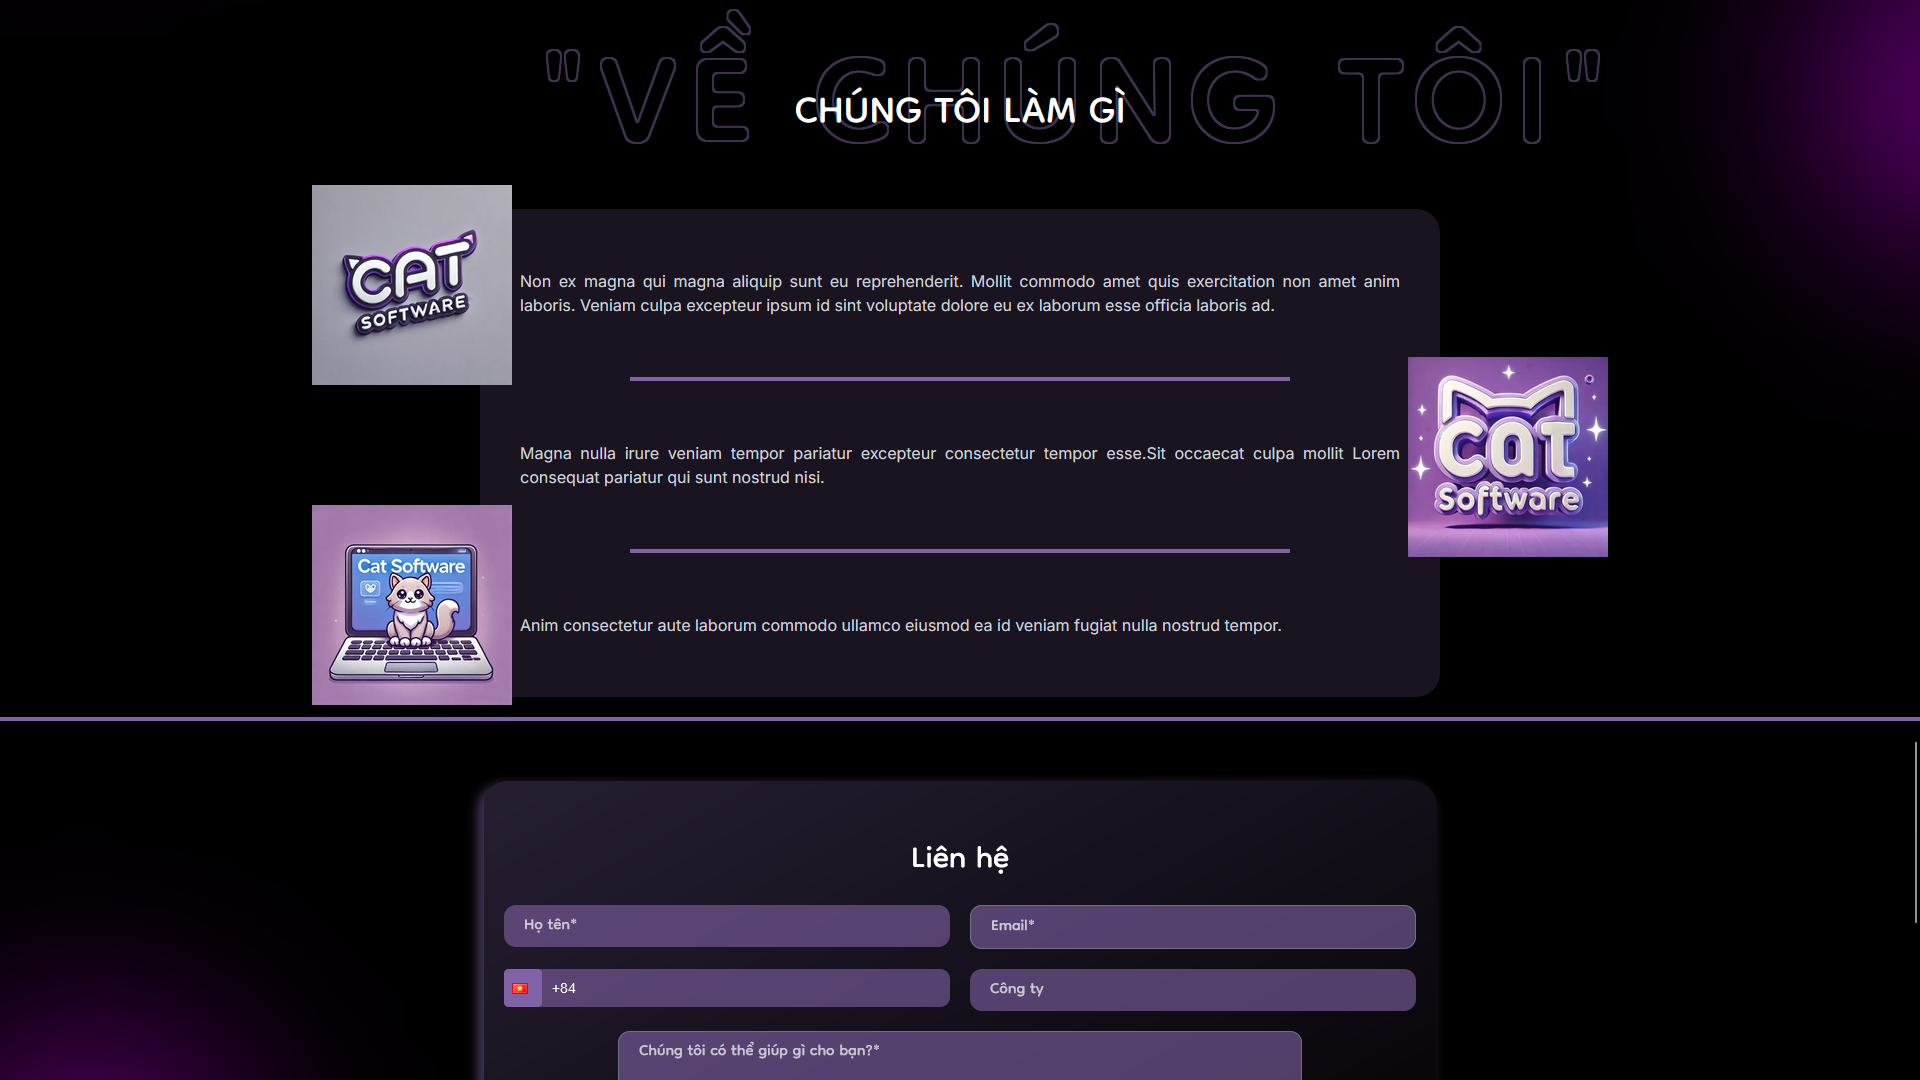 "VỀ CHÚNG TÔI"
CHÚNG TÔI LÀM GÌ
CAT
SOFTWARE
Non ex magna qui magna aliquip sunt eu reprehenderit. Mollit commodo amet quis exercitation non amet anim
laboris. Veniam culpa excepteur ipsum id sint voluptate dolore eu ex laborum esse officia laboris ad.
Magna nulla irure veniam tempor pariatur excepteur consectetur tempor esse.Sit occaecat culpa mollit Lorem
consequat pariatur qui sunt nostrud nisi.
cat
Software
Cat Software
Anim consectetur aute laborum commodo ullamco eiusmod ea id veniam fugiat nulla nostrud tempor.
Liên hệ
Họ tên*
Email*
+84
Công ty
Chúng tôi có thể giúp gì cho bạn?*